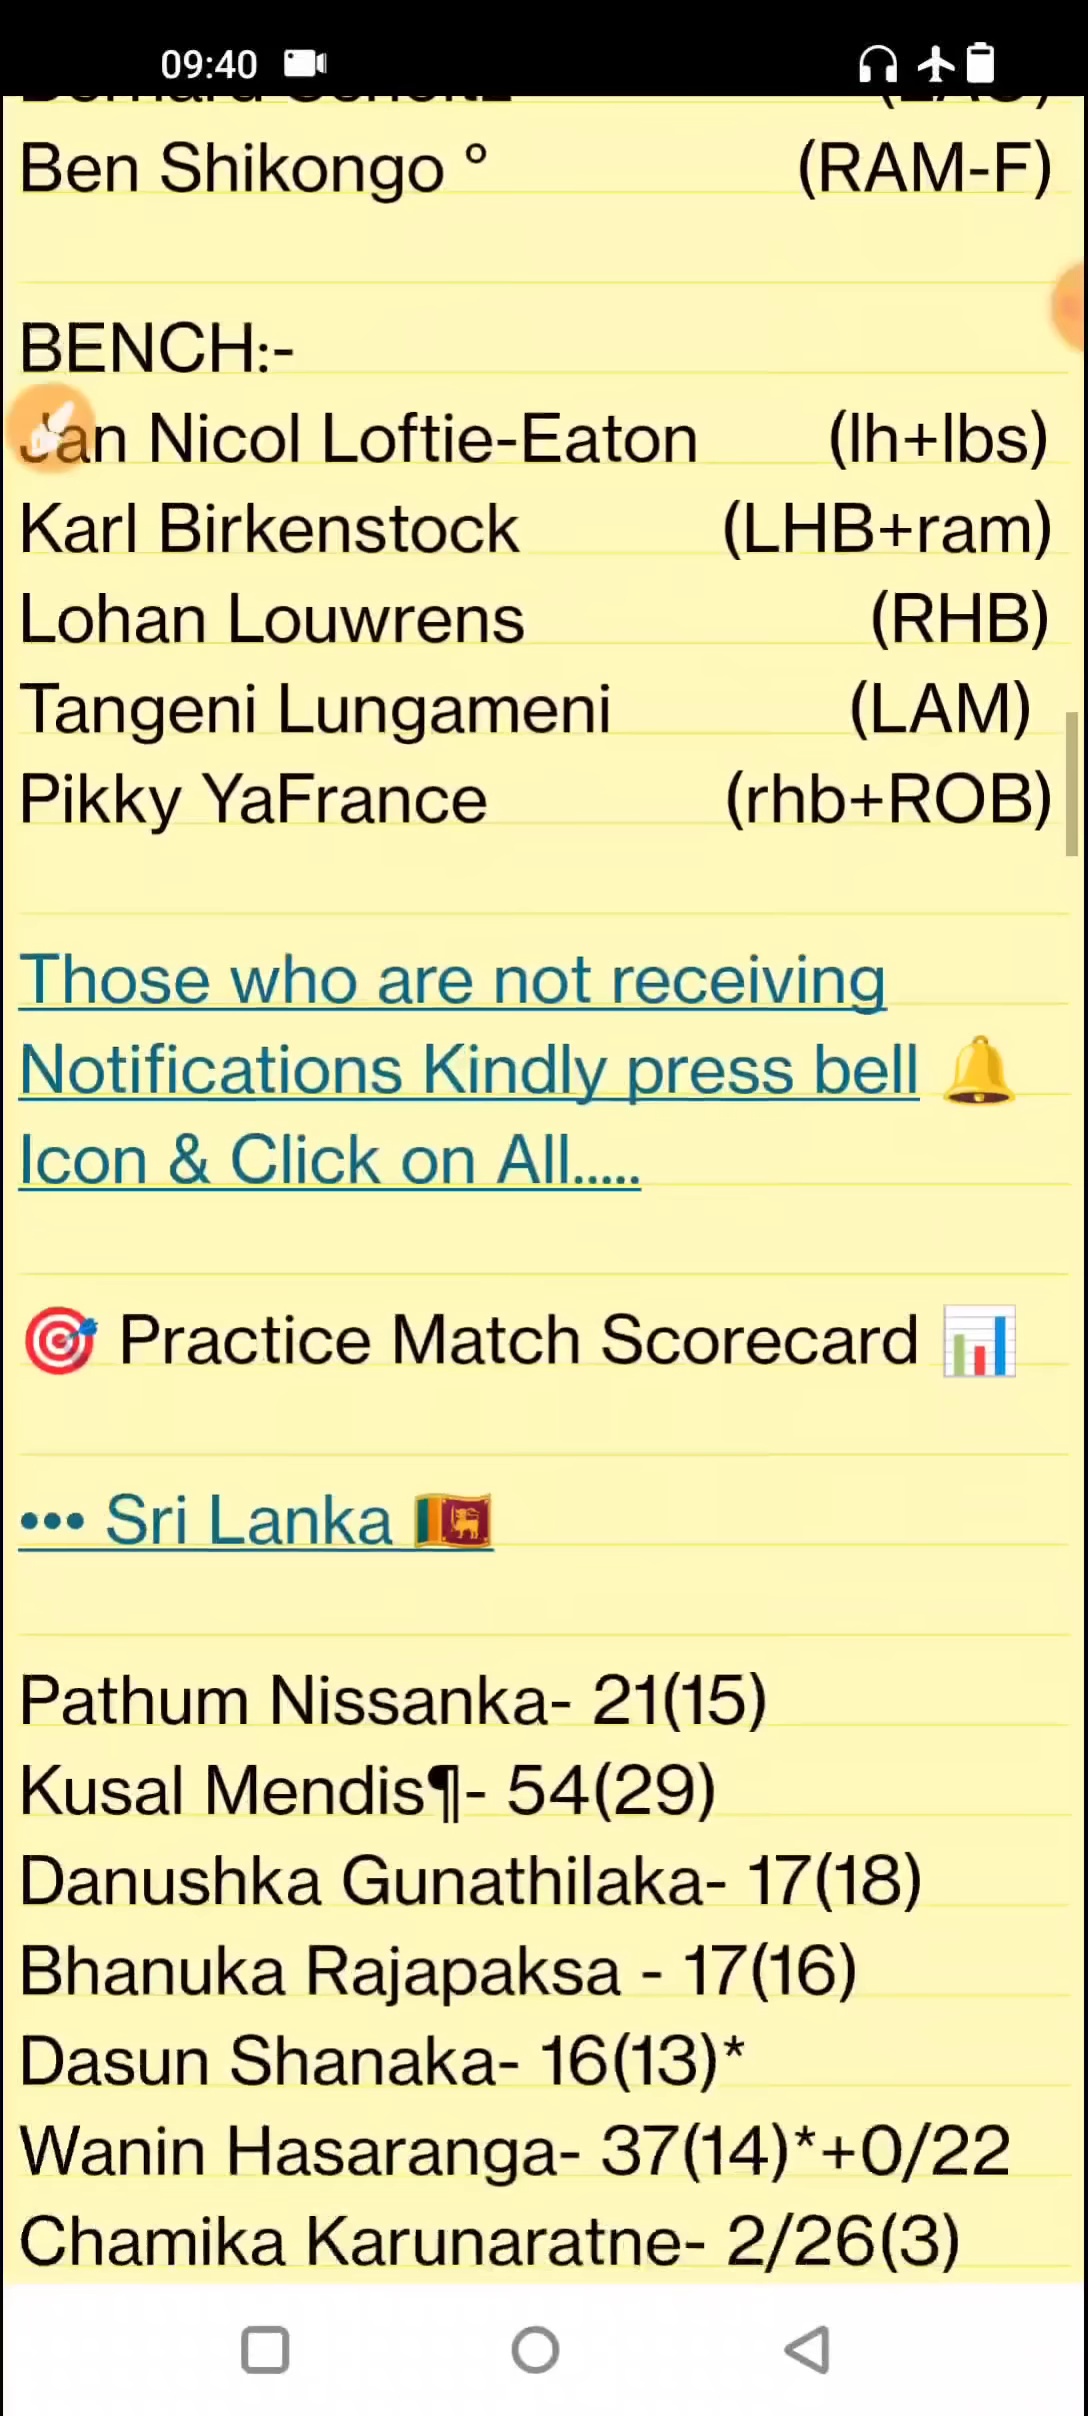 09:40
Ben Shikongo ° (RAM-F)
BENCH:-
Jan Nicol Loftie-Eaton (lh+lbs)
Karl Birkenstock (LHB+ram)
Lohan Louwrens (RHB)
Tangeni Lungameni (LAM)
Pikky YaFrance (rhb+ROB)
Those who are not receiving
Notifications Kindly press bell 🔔
Icon & Click on All.....
🎯 Practice Match Scorecard 📊
••• Sri Lanka 🇱🇰
Pathum Nissanka- 21(15)
Kusal Mendis¶- 54(29)
Danushka Gunathilaka- 17(18)
Bhanuka Rajapaksa - 17(16)
Dasun Shanaka- 16(13)*
Wanin Hasaranga- 37(14)*+0/22
Chamika Karunaratne- 2/26(3)